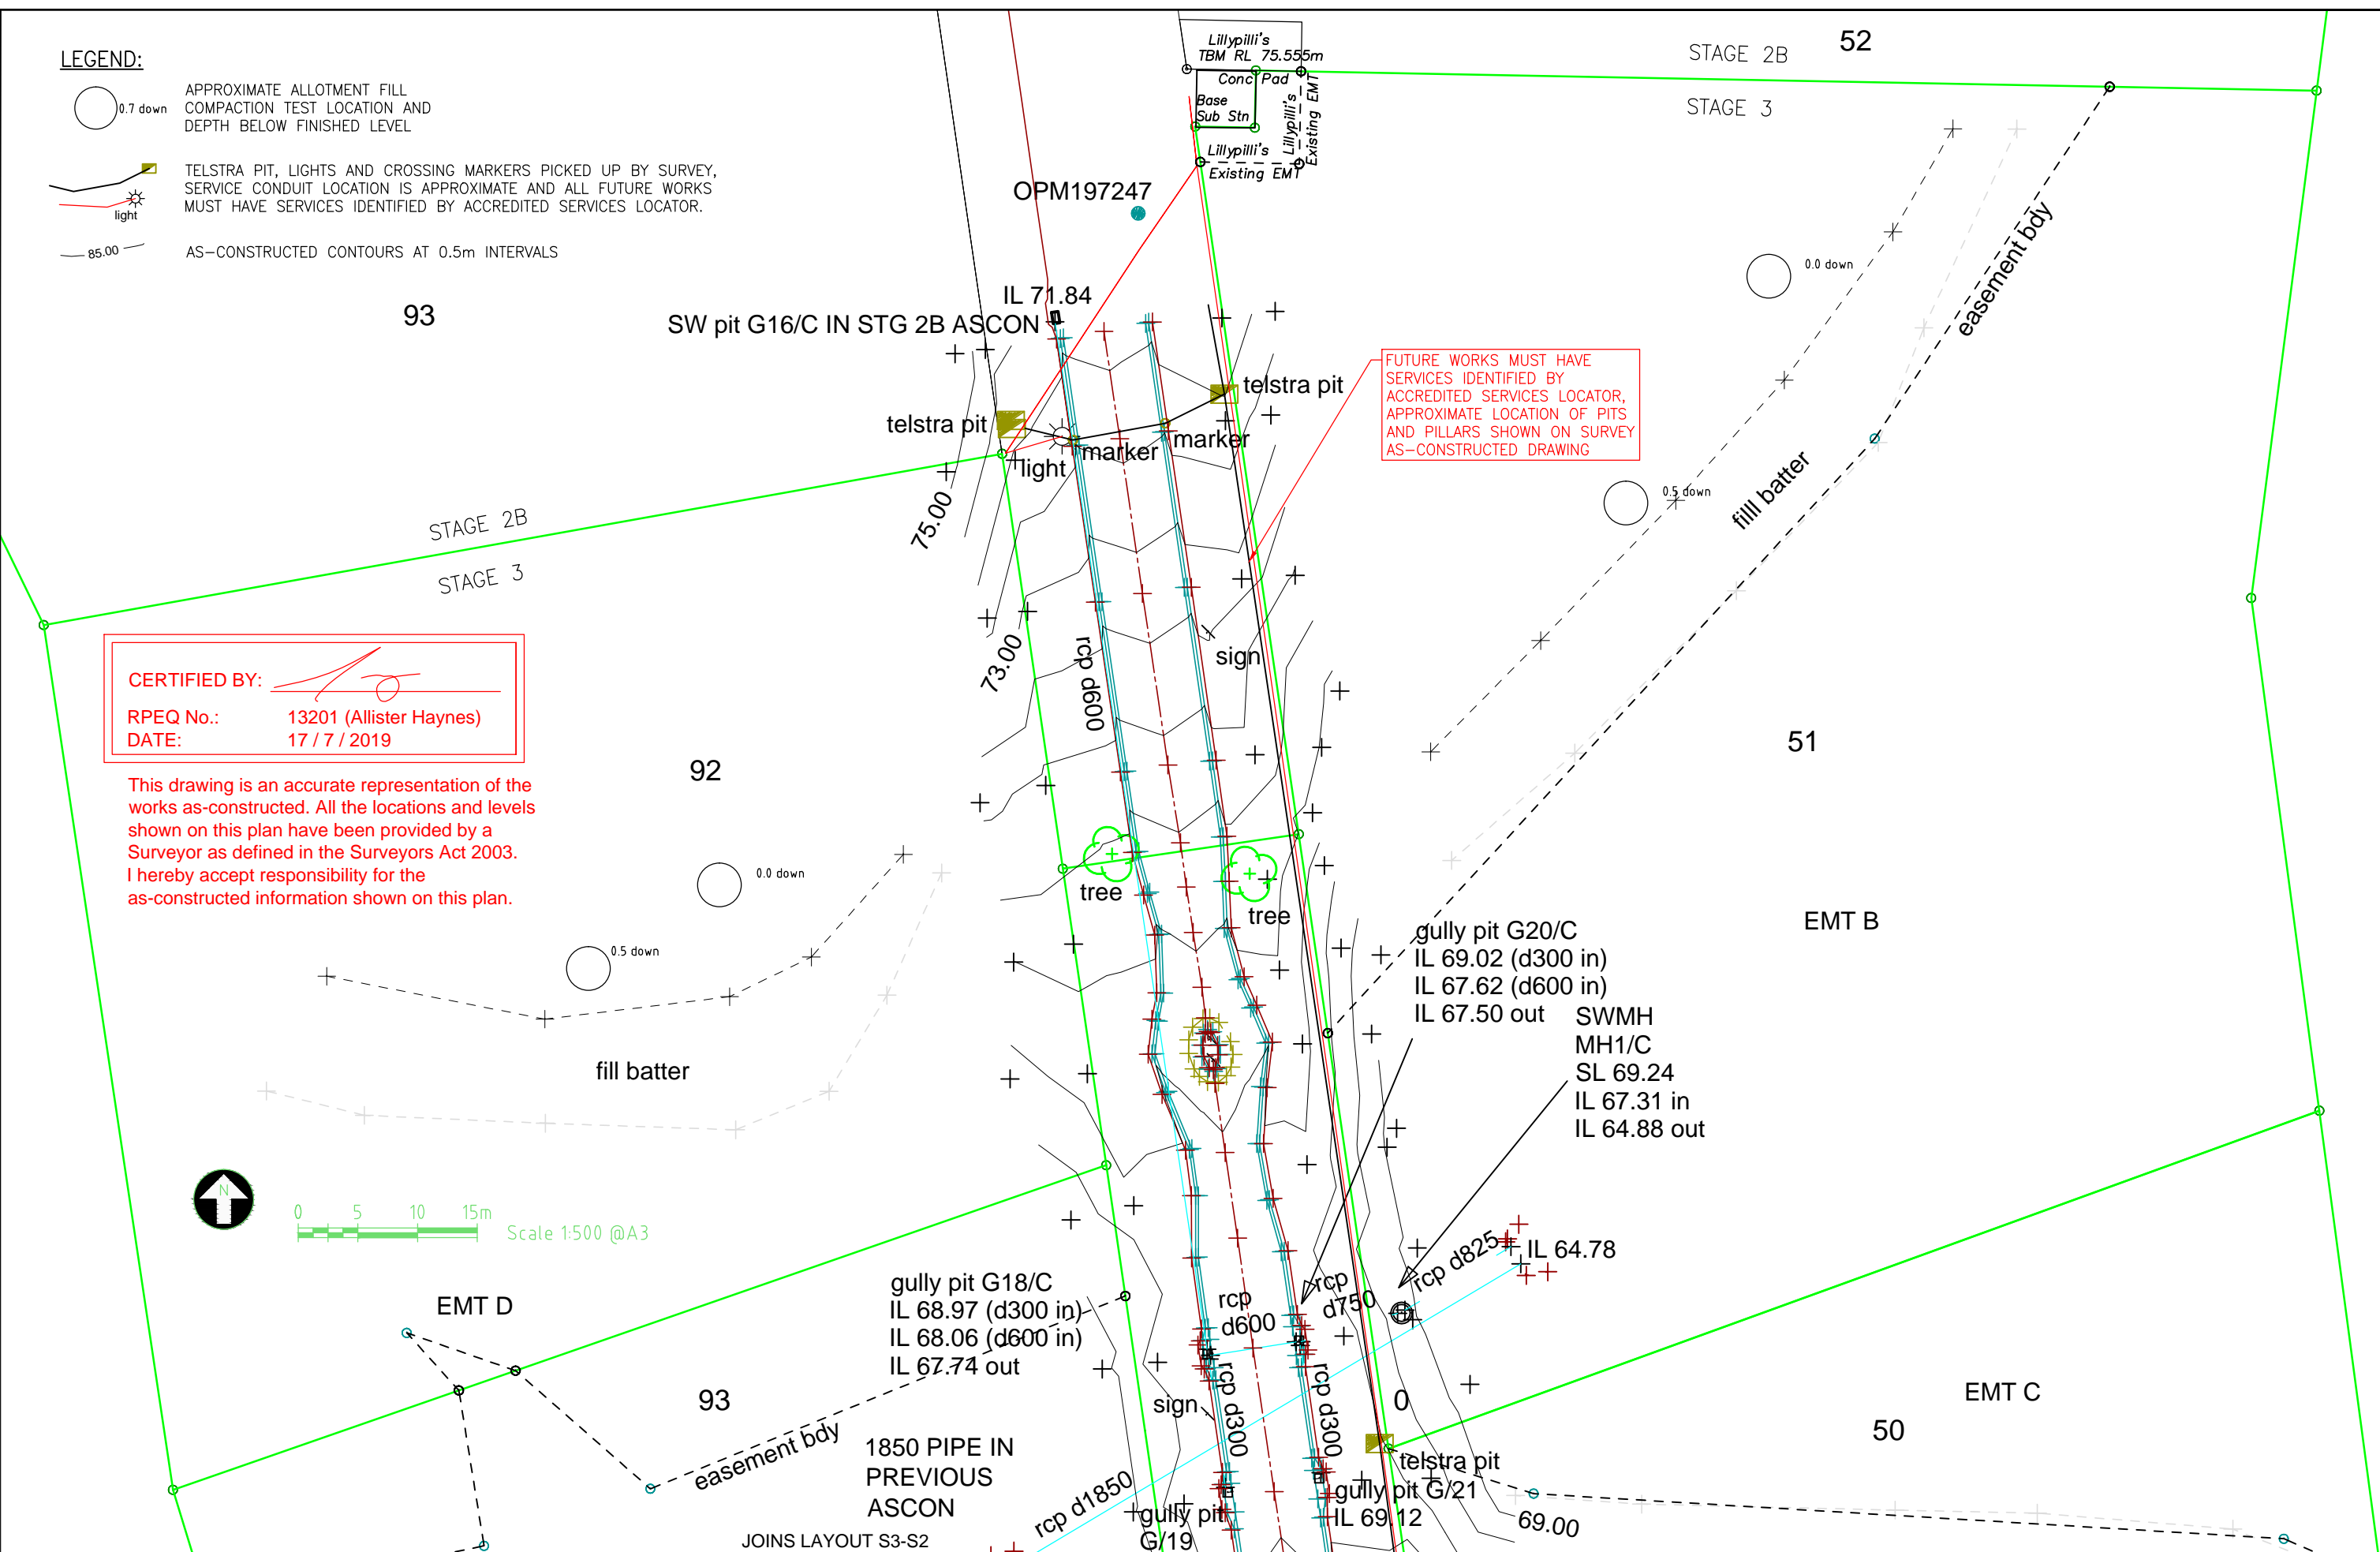 LEGEND:
0.7 down
APPROXIMATE ALLOTMENT FILL
COMPACTION TEST LOCATION AND
DEPTH BELOW FINISHED LEVEL
light
TELSTRA PIT, LIGHTS AND CROSSING MARKERS PICKED UP BY SURVEY,
SERVICE CONDUIT LOCATION IS APPROXIMATE AND ALL FUTURE WORKS
MUST HAVE SERVICES IDENTIFIED BY ACCREDITED SERVICES LOCATOR.
85.00
AS-CONSTRUCTED CONTOURS AT 0.5m INTERVALS
Lillypilli's
TBM RL 75.555m
Conc Pad
Base
Sub Stn
Lillypilli's
Existing EMT
Lillypilli's
Existing EMT
STAGE 2B
52
STAGE 3
OPM197247
93
IL 71.84
SW pit G16/C IN STG 2B ASCON
0.0 down
easement bdy
telstra pit
telstra pit
marker
marker
light
FUTURE WORKS MUST HAVE
SERVICES IDENTIFIED BY
ACCREDITED SERVICES LOCATOR,
APPROXIMATE LOCATION OF PITS
AND PILLARS SHOWN ON SURVEY
AS-CONSTRUCTED DRAWING
0.5 down
filll batter
STAGE 2B
STAGE 3
75.00
73.00
rcp d600
sign
CERTIFIED BY:
RPEQ No.: 13201 (Allister Haynes)
DATE: 17 / 7 / 2019
This drawing is an accurate representation of the
works as-constructed. All the locations and levels
shown on this plan have been provided by a
Surveyor as defined in the Surveyors Act 2003.
I hereby accept responsibility for the
as-constructed information shown on this plan.
92
51
0.0 down
0.5 down
tree
tree
EMT B
gully pit G20/C
IL 69.02 (d300 in)
IL 67.62 (d600 in)
IL 67.50 out
SWMH
MH1/C
SL 69.24
IL 67.31 in
IL 64.88 out
fill batter
N
0 5 10 15m
Scale 1:500 @A3
rcp d825
IL 64.78
gully pit G18/C
IL 68.97 (d300 in)
IL 68.06 (d600 in)
IL 67.74 out
rcp
d600
rcp
d750
EMT D
93
sign
rcp d300
rcp d300
0
EMT C
50
easement bdy
1850 PIPE IN
PREVIOUS
ASCON
rcp d1850
telstra pit
gully pit G/21
IL 69.12
gully pit
G/19
69.00
JOINS LAYOUT S3-S2